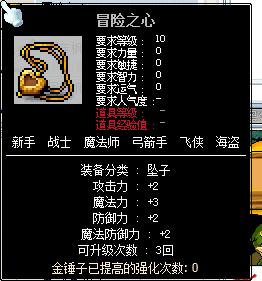 冒险之心
要求等级： 10
要求力量： 0
要求敏捷： 0
要求智力： 0
要求运气： 0
要求人气度： -
道具等级： -
道具经验值： -
新手 战士 魔法师 弓箭手 飞侠 海盗
装备分类： 坠子
攻击力： +2
魔法力： +3
防御力： +2
魔法防御力： +2
可升级次数： 3回
金锤子已提高的强化次数: 0